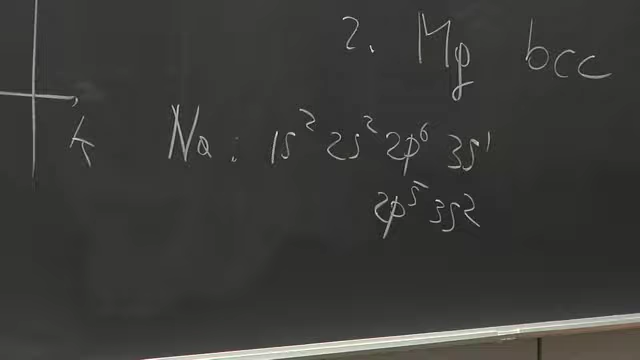 2. Mg bcc
k
Na: 1s² 2s² 2p⁶ 3s¹
2p⁵ 3s²